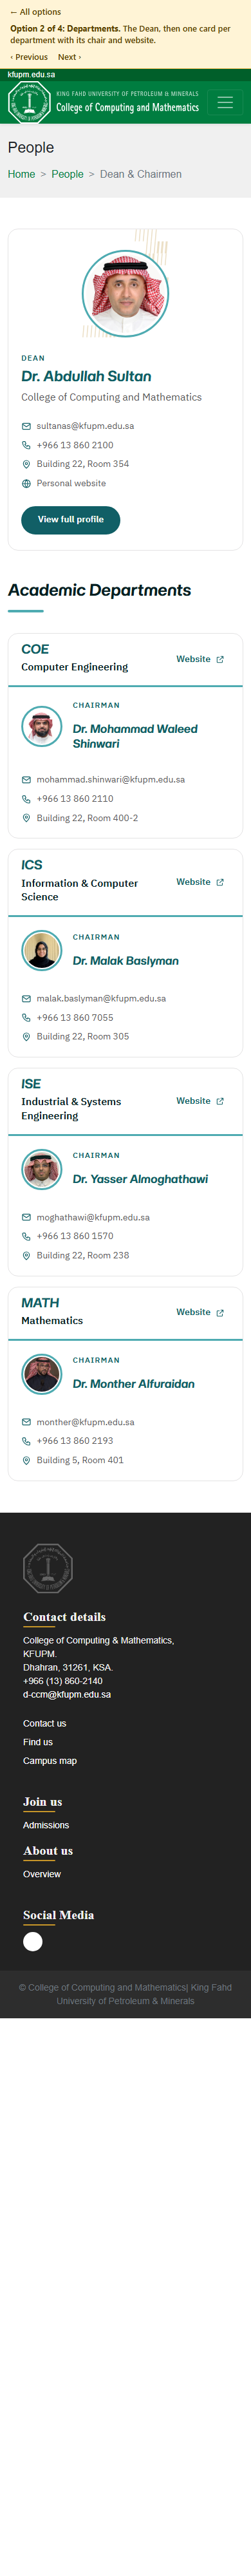 ← All options
Option 2 of 4: Departments. The Dean, then one card per
department with its chair and website.
‹ Previous Next ›
kfupm.edu.sa
KING FAHD UNIVERSITY OF PETROLEUM & MINERALS
College of Computing and Mathematics
People
Home > People > Dean & Chairmen
DEAN
Dr. Abdullah Sultan
College of Computing and Mathematics
sultanas@kfupm.edu.sa
+966 13 860 2100
Building 22, Room 354
Personal website
View full profile
Academic Departments
COE
Computer Engineering
Website
CHAIRMAN
Dr. Mohammad Waleed
Shinwari
mohammad.shinwari@kfupm.edu.sa
+966 13 860 2110
Building 22, Room 400-2
ICS
Information & Computer
Science
Website
CHAIRMAN
Dr. Malak Baslyman
malak.baslyman@kfupm.edu.sa
+966 13 860 7055
Building 22, Room 305
ISE
Industrial & Systems
Engineering
Website
CHAIRMAN
Dr. Yasser Almoghathawi
moghathawi@kfupm.edu.sa
+966 13 860 1570
Building 22, Room 238
MATH
Mathematics
Website
CHAIRMAN
Dr. Monther Alfuraidan
monther@kfupm.edu.sa
+966 13 860 2193
Building 5, Room 401
Contact details
College of Computing & Mathematics,
KFUPM.
Dhahran, 31261, KSA.
+966 (13) 860-2140
d-ccm@kfupm.edu.sa
Contact us
Find us
Campus map
Join us
Admissions
About us
Overview
Social Media
© College of Computing and Mathematics| King Fahd
University of Petroleum & Minerals